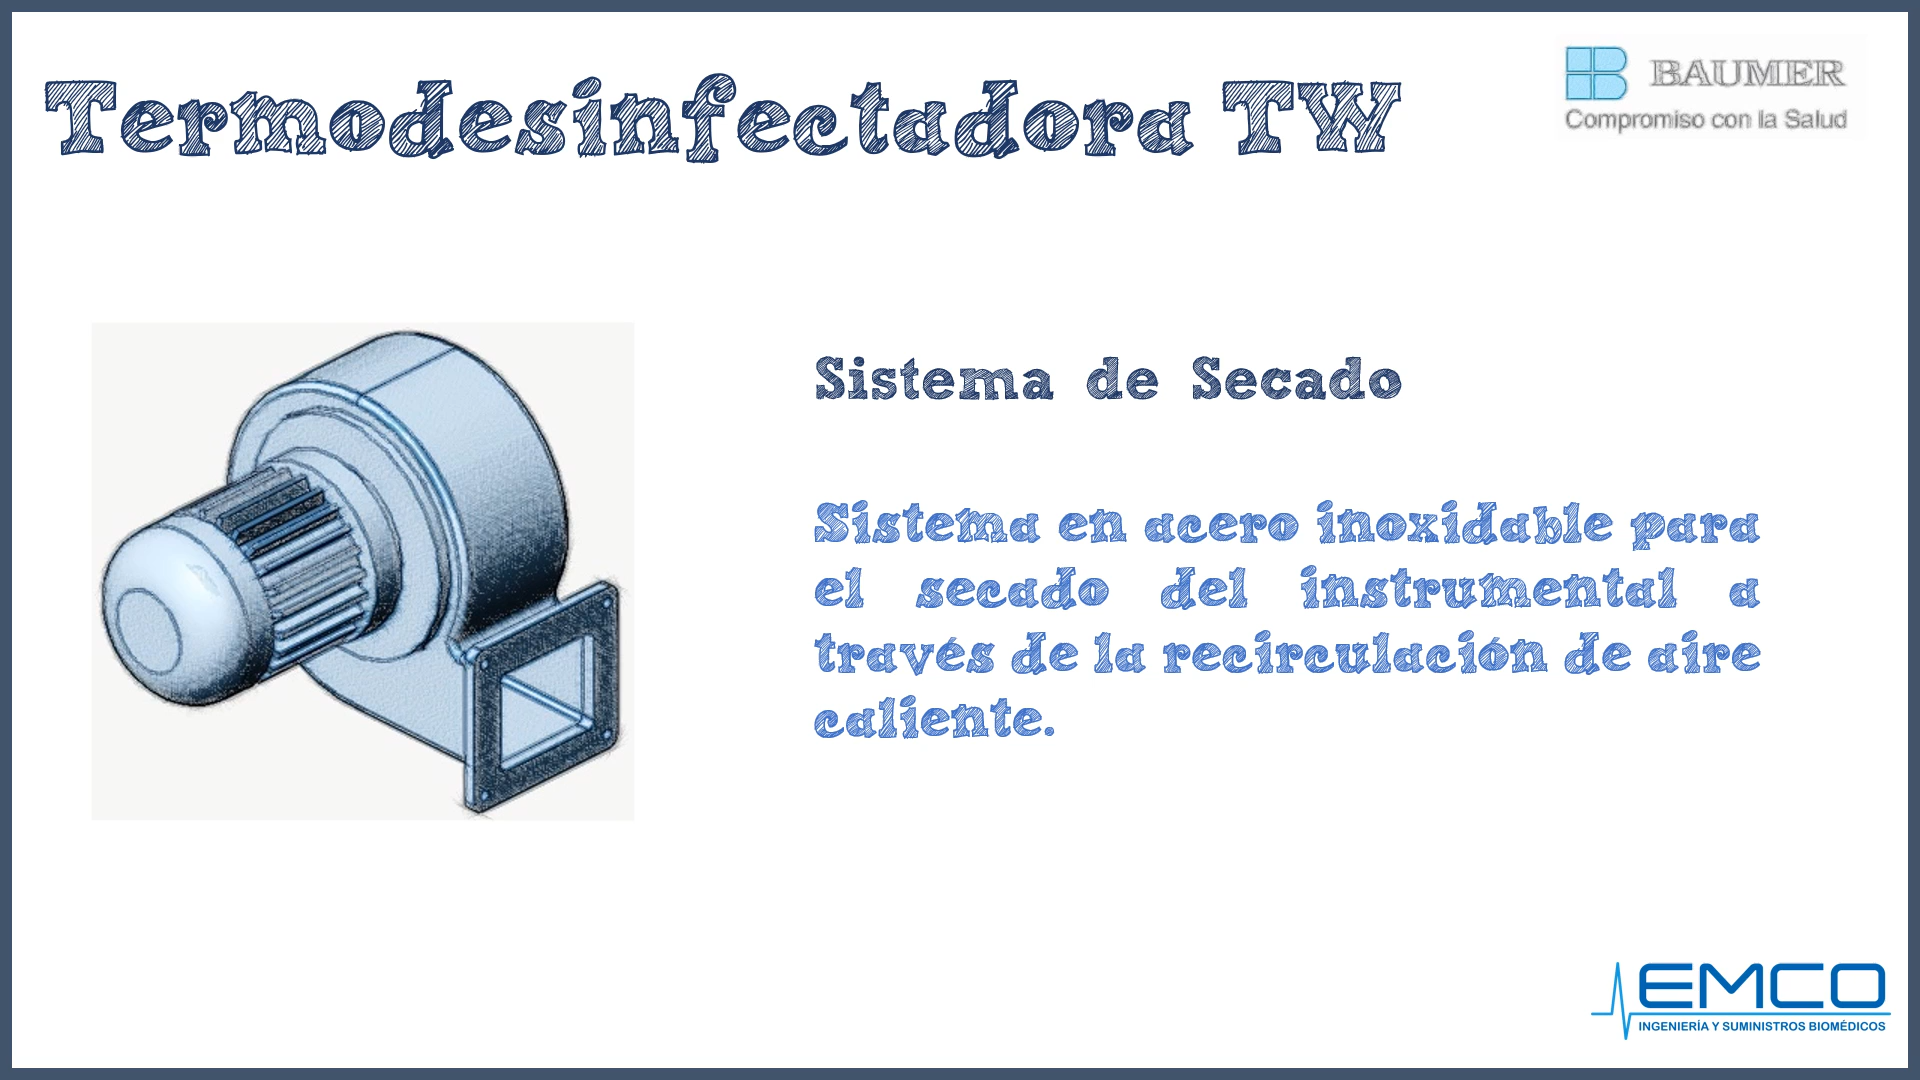 Termodesinfectadora TW
BAUMER
Compromiso con la Salud
Sistema de Secado
Sistema en acero inoxidable para
el secado del instrumental a
través de la recirculación de aire
caliente.
EMCO
INGENIERÍA Y SUMINISTROS BIOMÉDICOS